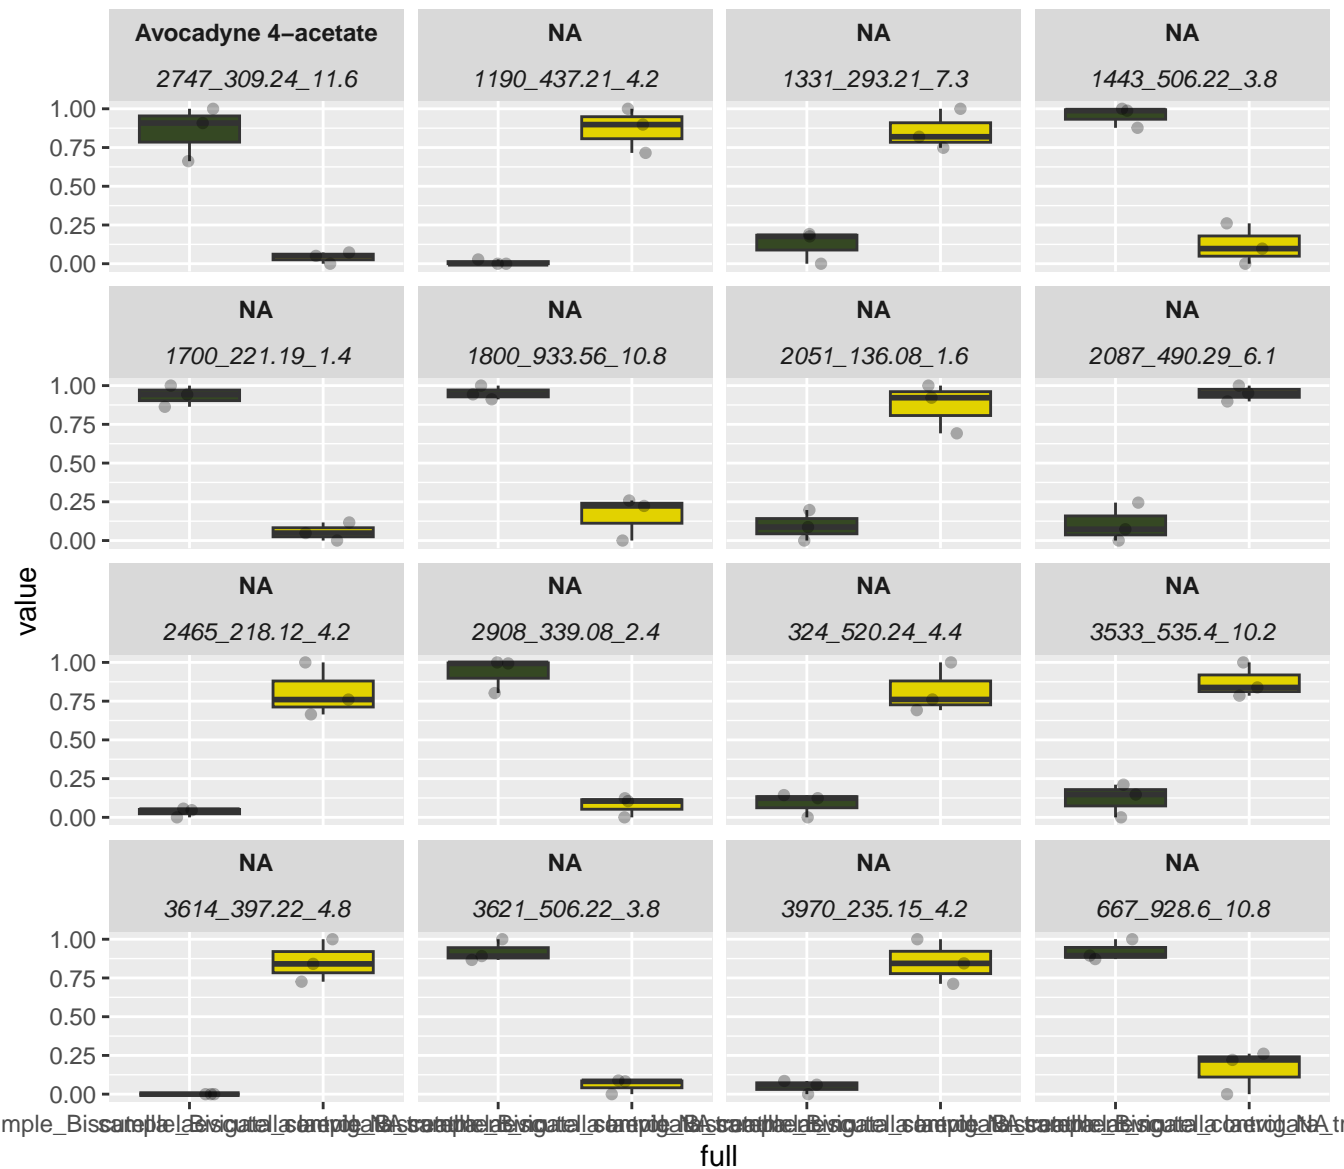 Avocadyne 4−acetate NA NA NA
2747_309.24_11.6 1190_437.21_4.2 1331_293.21_7.3 1443_506.22_3.8
1.00
0.75
0.50
0.25
0.00
NA NA NA NA
1700_221.19_1.4 1800_933.56_10.8 2051_136.08_1.6 2087_490.29_6.1
1.00
0.75
0.50
0.25
0.00
value
NA NA NA NA
2465_218.12_4.2 2908_339.08_2.4 324_520.24_4.4 3533_535.4_10.2
1.00
0.75
0.50
0.25
0.00
NA NA NA NA
3614_397.22_4.8 3621_506.22_3.8 3970_235.15_4.2 667_928.6_10.8
1.00
0.75
0.50
0.25
0.00
full